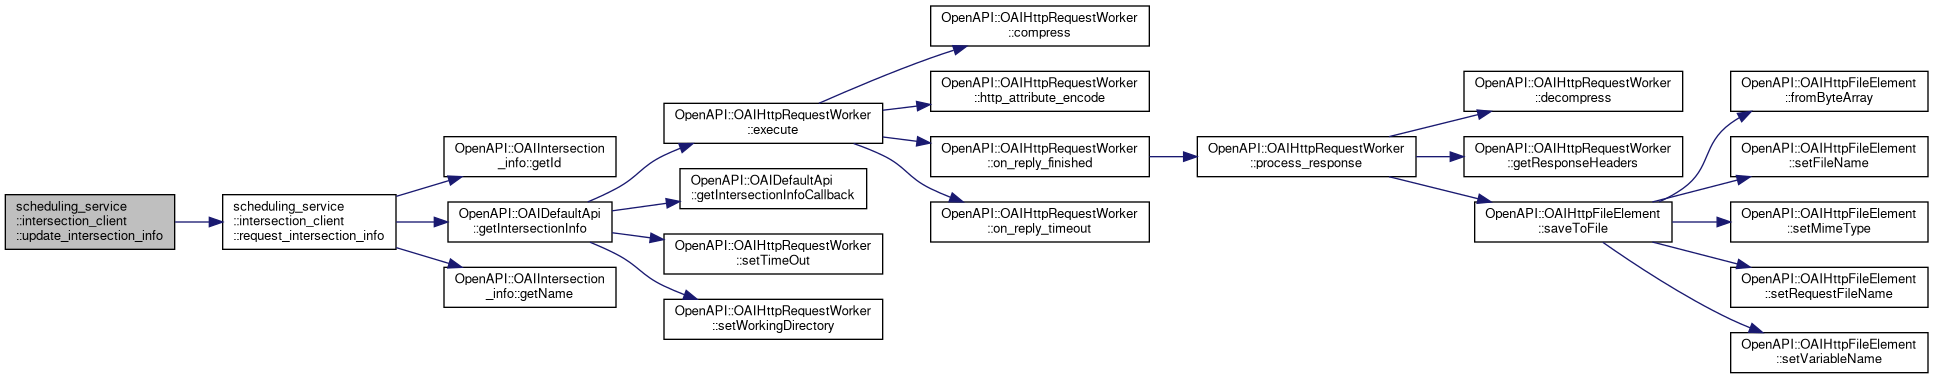 scheduling_service
::intersection_client
::update_intersection_info
scheduling_service
::intersection_client
::request_intersection_info
OpenAPI::OAIIntersection
_info::getId
OpenAPI::OAIDefaultApi
::getIntersectionInfo
OpenAPI::OAIIntersection
_info::getName
OpenAPI::OAIHttpRequestWorker
::execute
OpenAPI::OAIDefaultApi
::getIntersectionInfoCallback
OpenAPI::OAIHttpRequestWorker
::setTimeOut
OpenAPI::OAIHttpRequestWorker
::setWorkingDirectory
OpenAPI::OAIHttpRequestWorker
::compress
OpenAPI::OAIHttpRequestWorker
::http_attribute_encode
OpenAPI::OAIHttpRequestWorker
::on_reply_finished
OpenAPI::OAIHttpRequestWorker
::on_reply_timeout
OpenAPI::OAIHttpRequestWorker
::process_response
OpenAPI::OAIHttpRequestWorker
::decompress
OpenAPI::OAIHttpRequestWorker
::getResponseHeaders
OpenAPI::OAIHttpFileElement
::saveToFile
OpenAPI::OAIHttpFileElement
::fromByteArray
OpenAPI::OAIHttpFileElement
::setFileName
OpenAPI::OAIHttpFileElement
::setMimeType
OpenAPI::OAIHttpFileElement
::setRequestFileName
OpenAPI::OAIHttpFileElement
::setVariableName